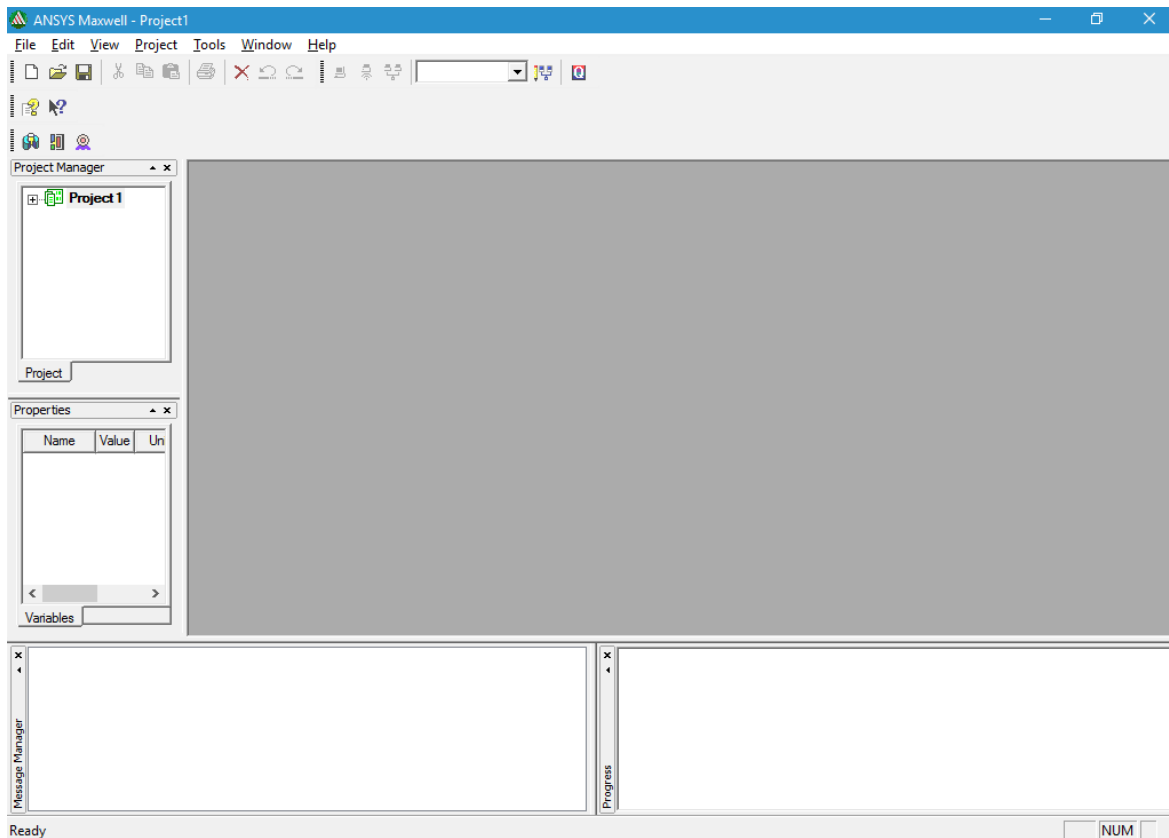 ANSYS Maxwell - Project1
File Edit View Project Tools Window Help
Project Manager
Project1
Project
Properties
Name Value Uni
Variables
Message Manager
Progress
Ready NUM